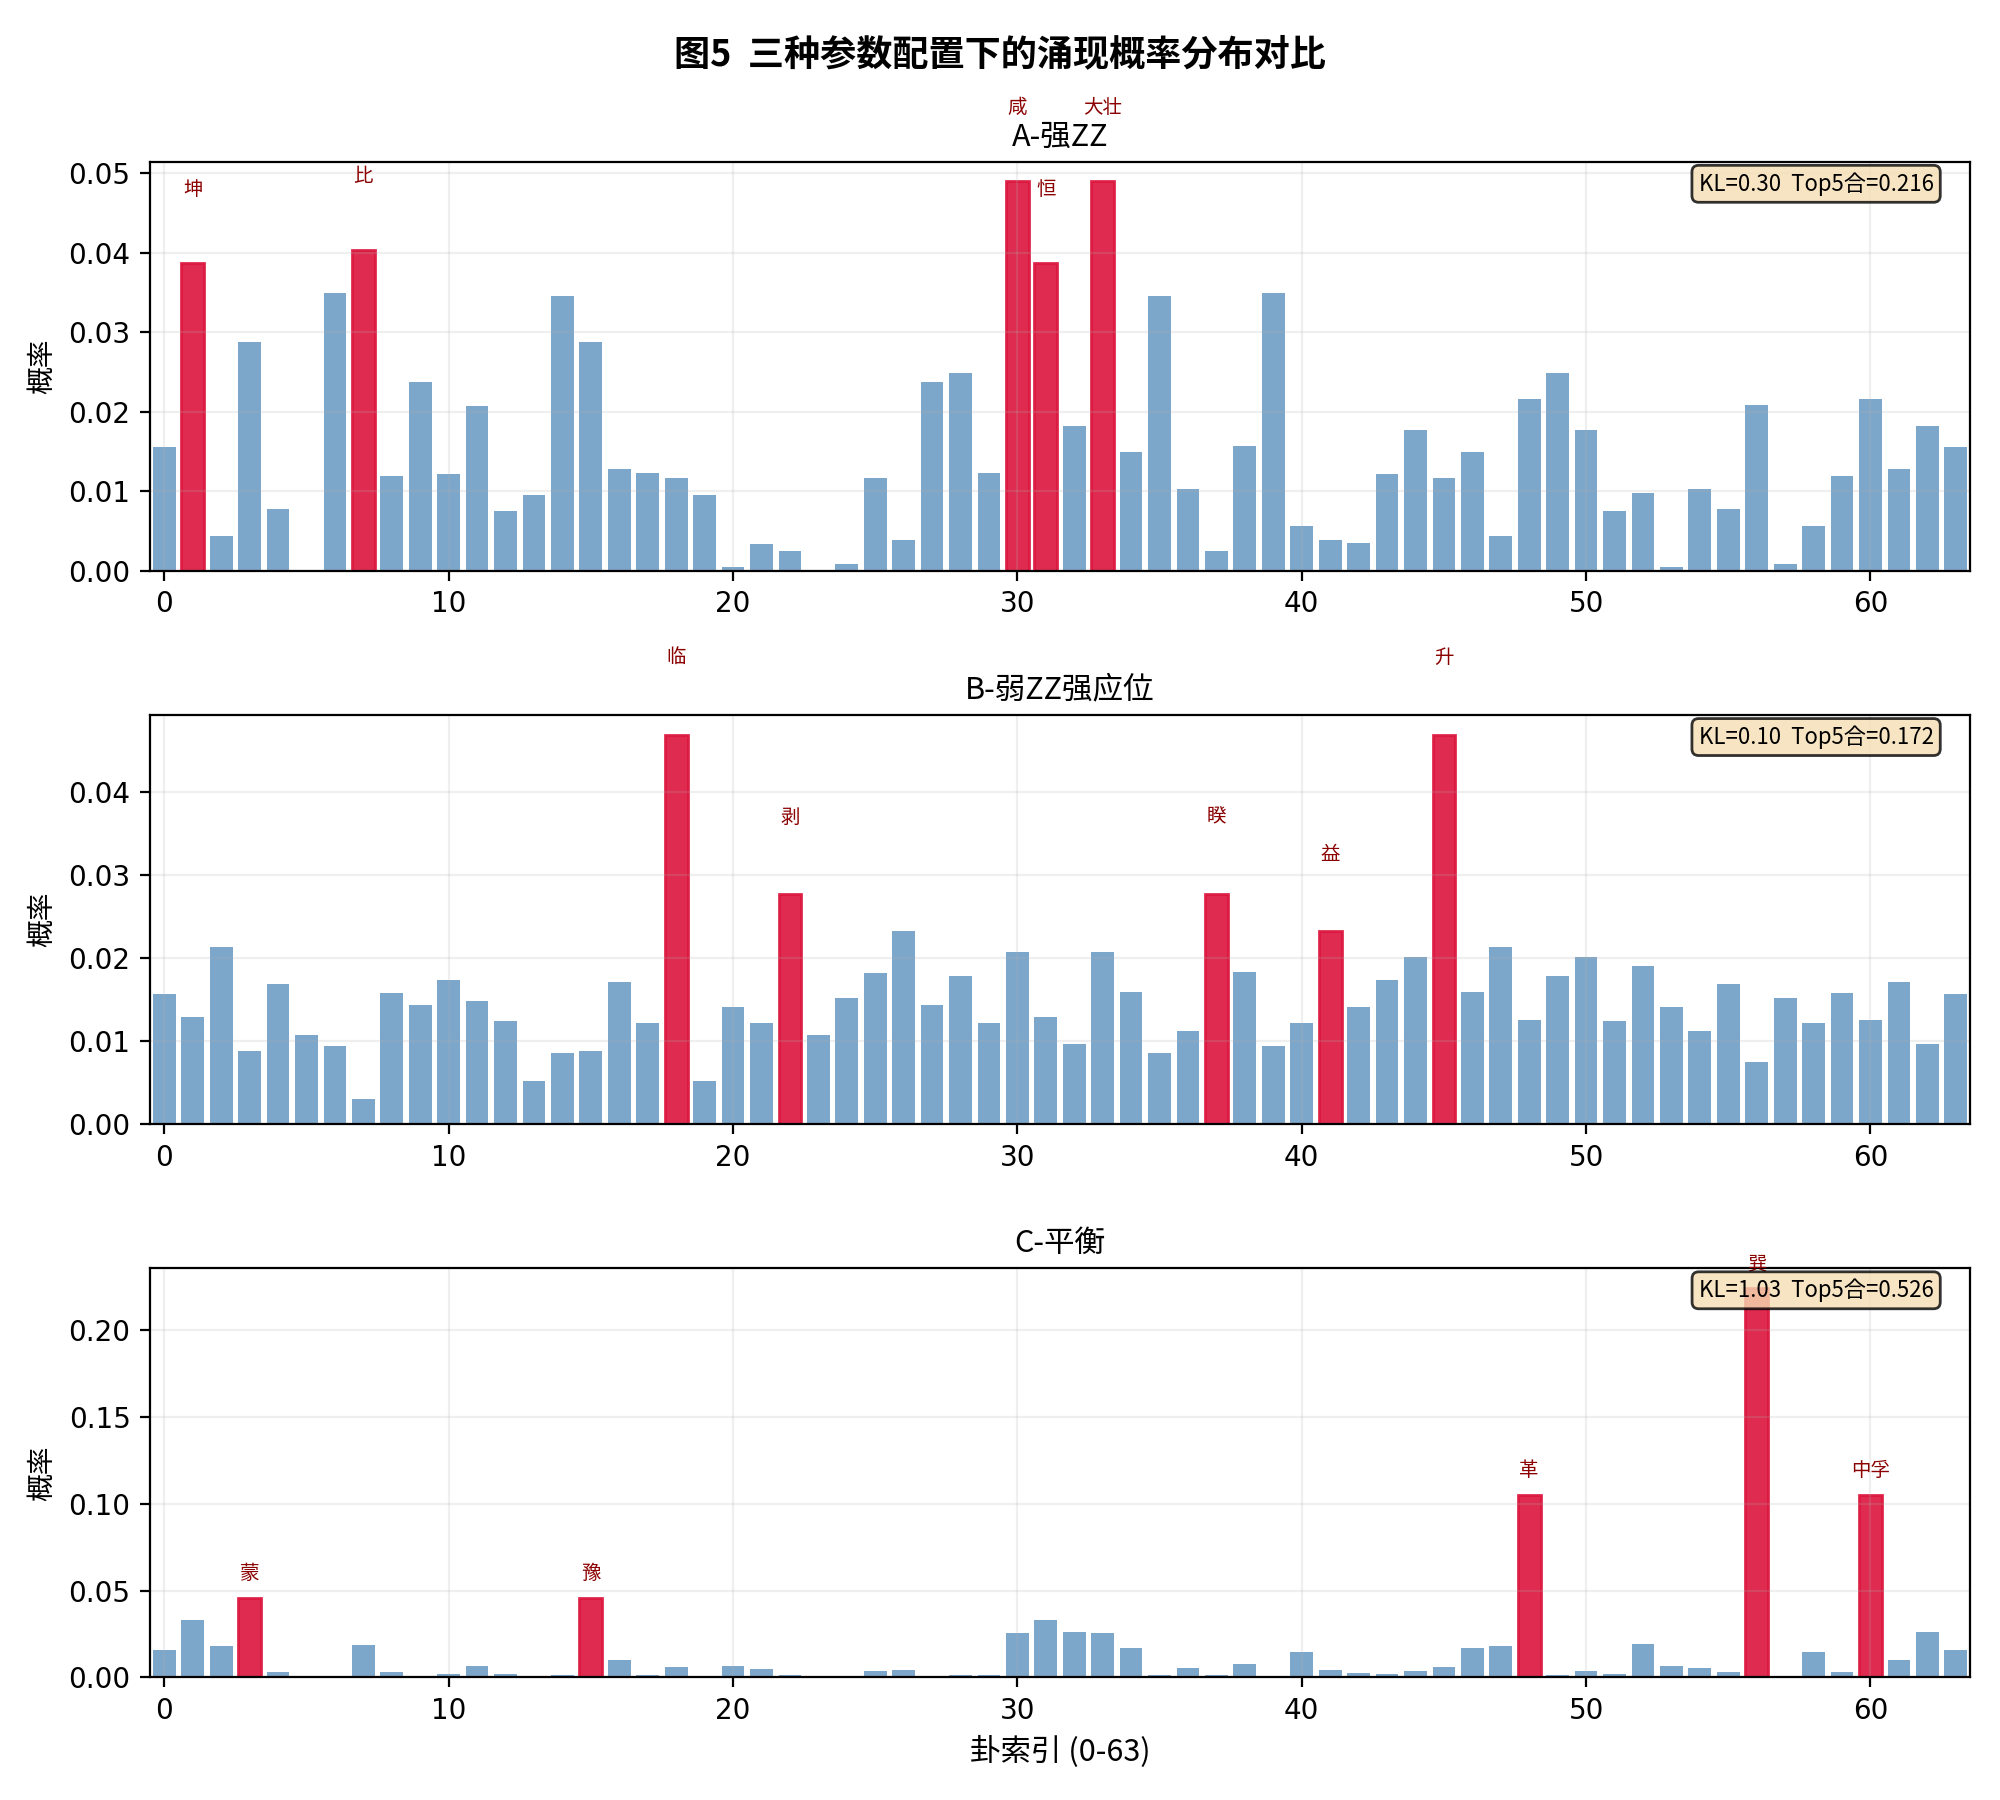 图5 三种参数配置下的涌现概率分布对比
咸 大壮
A-强ZZ
坤 比 恒
KL=0.30 Top5合=0.216
概率
0.05
0.04
0.03
0.02
0.01
0.00
0 10 20 30 40 50 60
临 升
B-弱ZZ强应位
KL=0.10 Top5合=0.172
剥 睽 益
概率
0.04
0.03
0.02
0.01
0.00
0 10 20 30 40 50 60
C-平衡
巽
KL=1.03 Top5合=0.526
革 中孚
蒙 豫
概率
0.20
0.15
0.10
0.05
0.00
0 10 20 30 40 50 60
卦索引 (0-63)